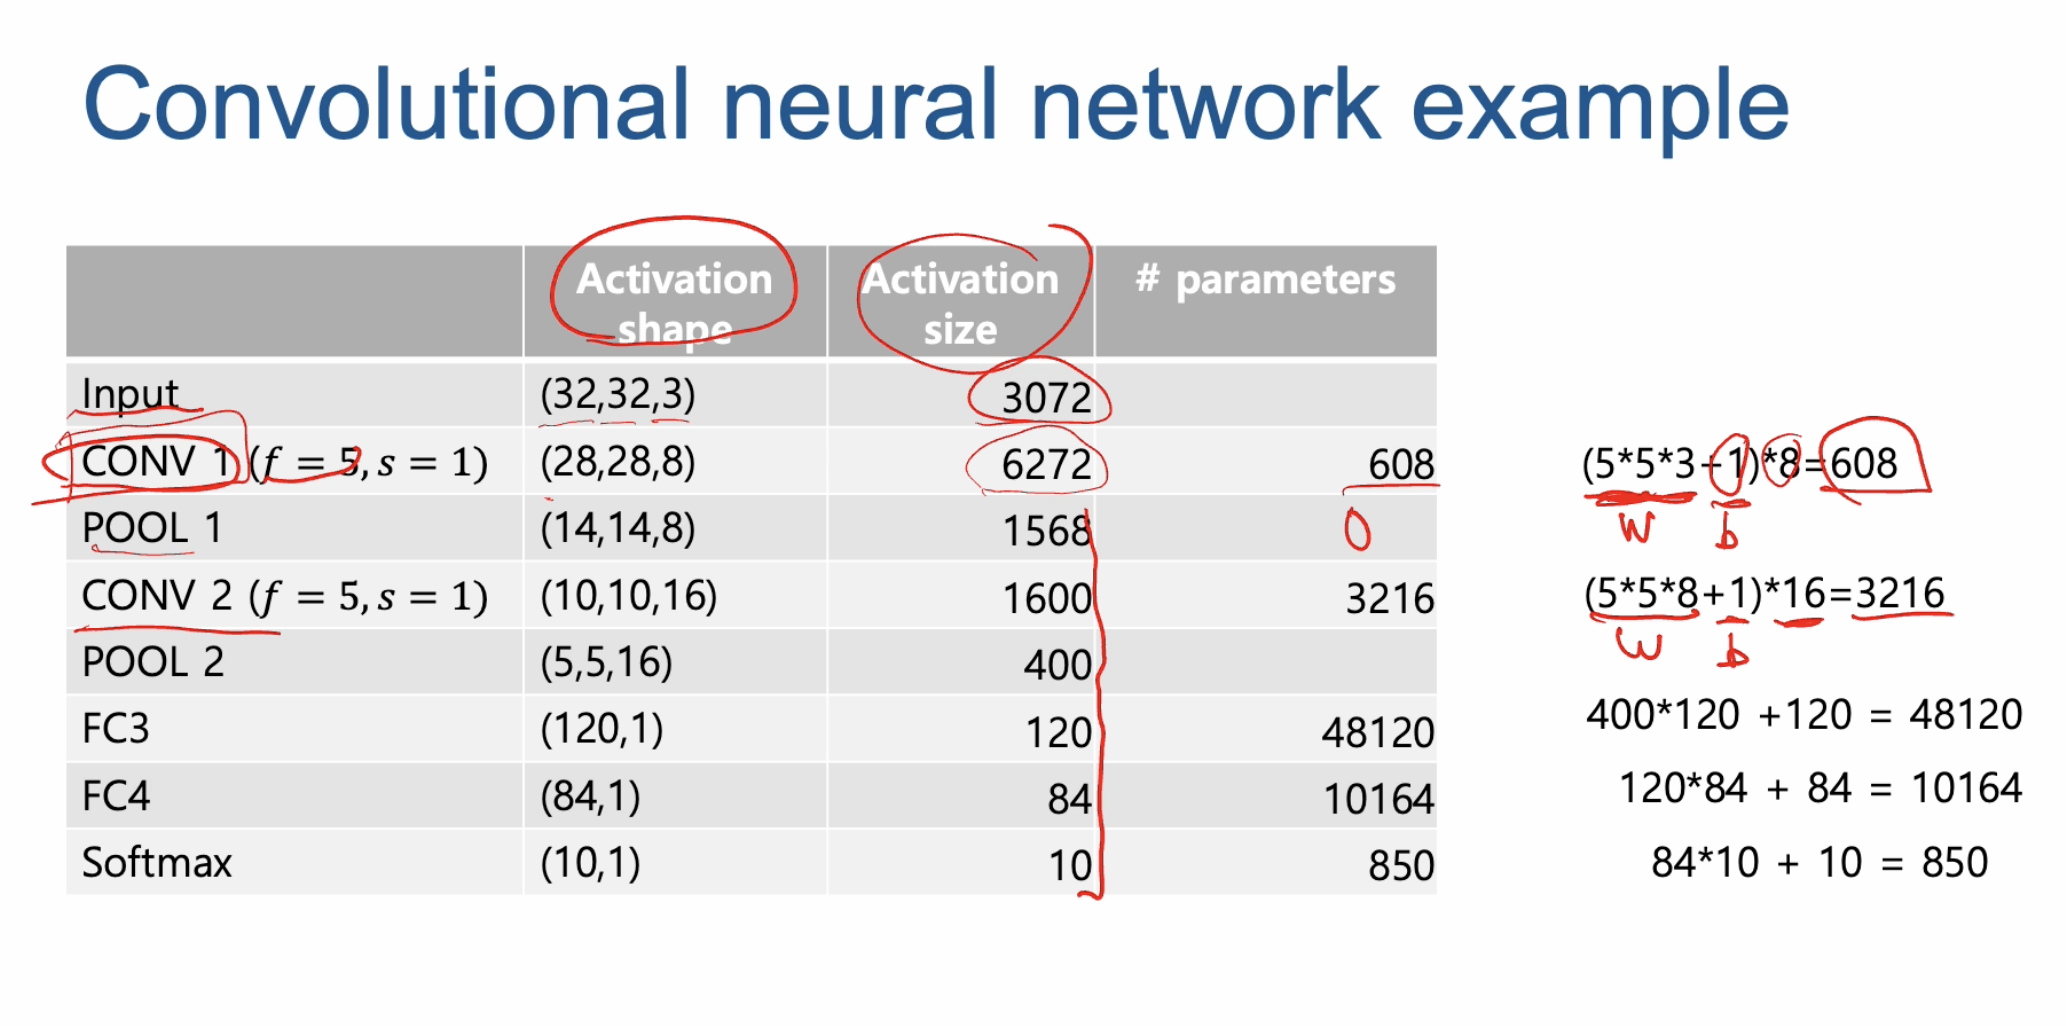 Convolutional neural network example
Activation shape Activation size # parameters
Input (32,32,3) 3072
CONV 1 (f = 5, s = 1) (28,28,8) 6272 608 (5*5*3+1)*8=608
W b
POOL 1 (14,14,8) 1568 0
CONV 2 (f = 5, s = 1) (10,10,16) 1600 3216 (5*5*8+1)*16=3216
W b
POOL 2 (5,5,16) 400
FC3 (120,1) 120 48120 400*120 +120 = 48120
FC4 (84,1) 84 10164 120*84 + 84 = 10164
Softmax (10,1) 10 850 84*10 + 10 = 850